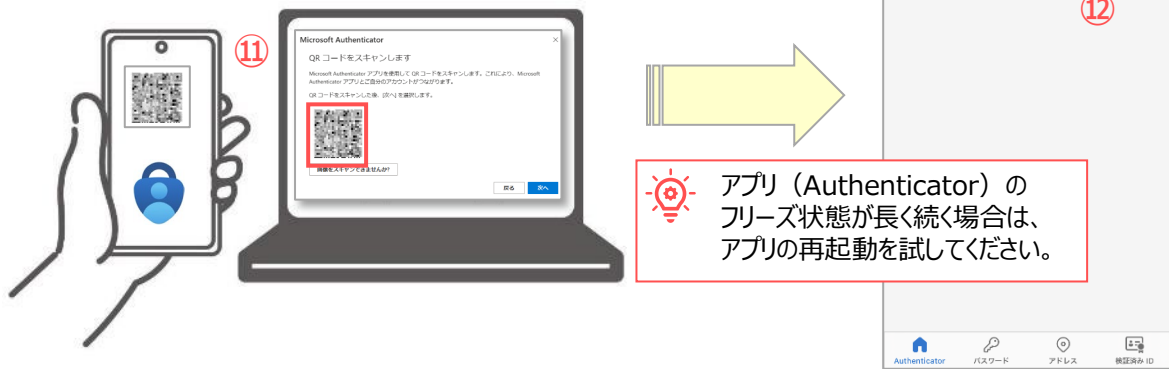 ⑪
Microsoft Authenticator
QR コードをスキャンします
Microsoft Authenticator アプリを使用して QR コードをスキャンします。これにより、Microsoft
Authenticator アプリとご自分のアカウントがつながります。
QR コードをスキャンした後、[次へ] を選択します。
画像をスキャンできませんか?
戻る
次へ
⑫
アプリ（Authenticator）の
フリーズ状態が長く続く場合は、
アプリの再起動を試してください。
Authenticator
パスワード
アドレス
検証済み ID